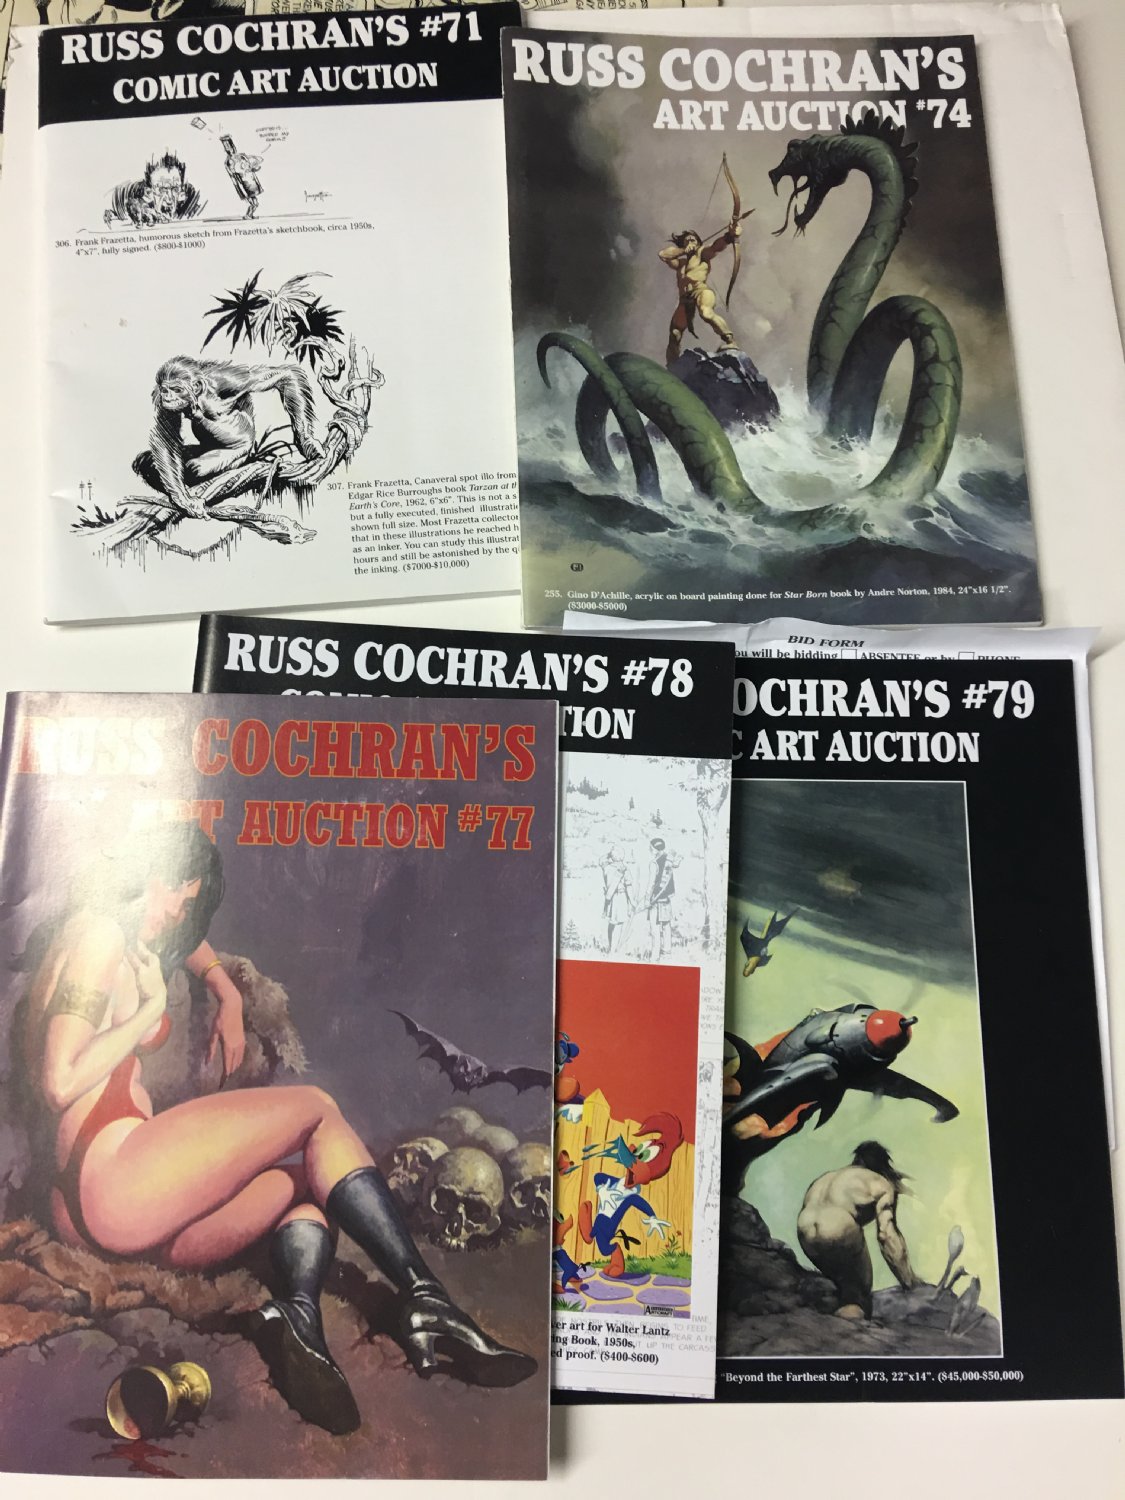 RUSS COCHRAN'S #71
COMIC ART AUCTION
306. Frank Frazetta, humorous sketch from Frazetta's sketchbook, circa 1950s,
4"x7", fully signed. ($800-$1000)
307. Frank Frazetta, Canaveral spot illo from
Edgar Rice Burroughs book Tarzan at th
Earth's Core, 1962, 6"x6". This is not a s
but a fully executed, finished illustratio
shown full size. Most Frazetta collector
that in these illustrations he reached h
as an inker. You can study this illustrat
hours and still be astonished by the q
the inking. ($7000-$10,000)
RUSS COCHRAN'S
ART AUCTION #74
GD
255. Gino D'Achille, acrylic on board painting done for Star Born book by Andre Norton, 1984, 24"x16 1/2".
($3000-$5000)
BID FORM
ou will be bidding ABSENTEE or by PHONE
RUSS COCHRAN'S #78
COMIC
TION
ver art for Walter Lantz
ing Book, 1950s,
ed proof. ($400-$600)
OCHRAN'S #79
C ART AUCTION
"Beyond the Farthest Star", 1973, 22"x14". ($45,000-$50,000)
RUSS COCHRAN'S
ART AUCTION #77